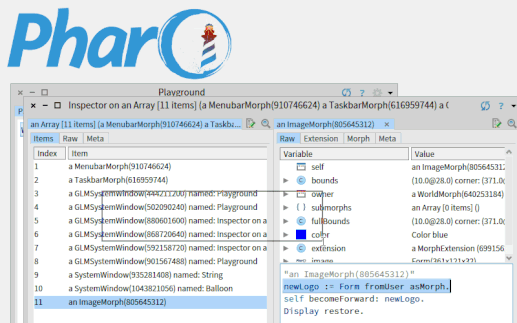 Pharo
Playground
Inspector on an Array [11 items] (a MenubarMorph(910746624) a TaskbarMorph(616959744) a G
an Array [11 items] (a MenubarMorph(910746624) a Taskb...
Items Raw Meta
Index Item
1 a MenubarMorph(910746624)
2 a TaskbarMorph(616959744)
3 a GLMSystemWindow(444211200) named: Playground
4 a GLMSystemWindow(502090240) named: Playground
5 a GLMSystemWindow(880601600) named: Inspector on a
6 a GLMSystemWindow(868720640) named: Inspector on a
7 a GLMSystemWindow(592158720) named: Inspector on a
8 a GLMSystemWindow(901567488) named: Playground
9 a SystemWindow(935281408) named: String
10 a SystemWindow(1043821056) named: Balloon
11 an ImageMorph(805645312)
an ImageMorph(805645312)
Raw Extension Morph Meta
Variable Value
self an ImageMorph(8056453
bounds (10.0@28.0) corner: (371.0
owner a WorldMorph(640253184)
submorphs an Array [0 items] ()
fullBounds (10.0@28.0) corner: (371.0
color Color blue
extension a MorphExtension (699156
image Form(361x121x32)
"an ImageMorph(805645312)"
newLogo := Form fromUser asMorph.
self becomeForward: newLogo.
Display restore.